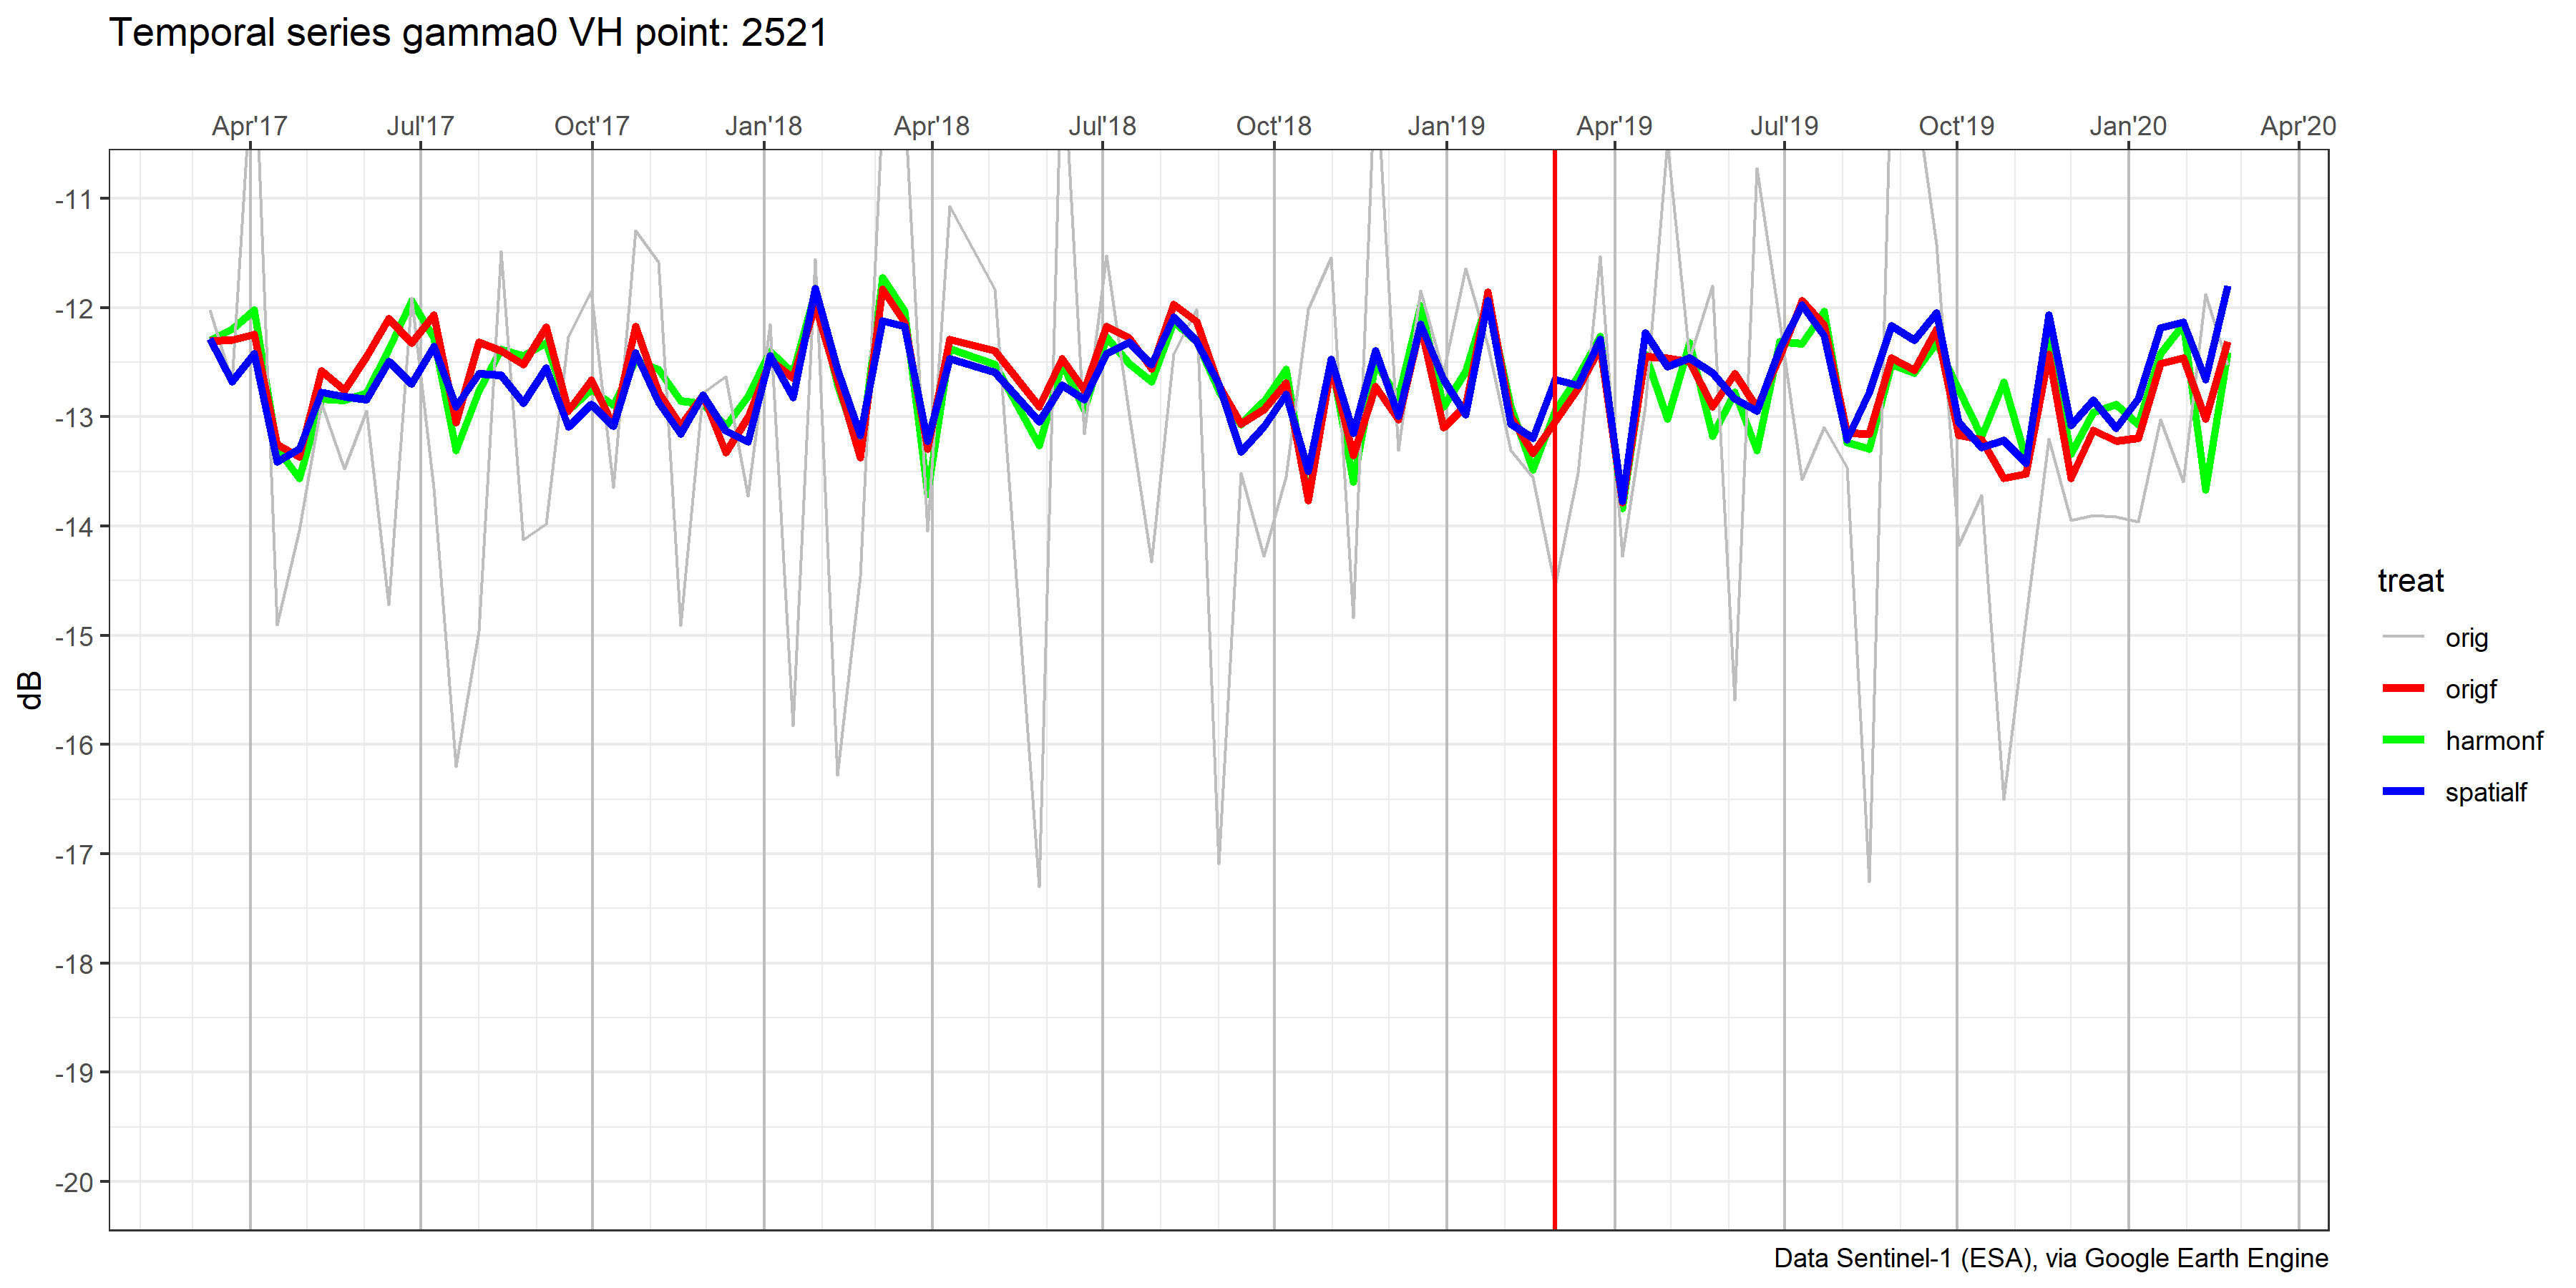 Temporal series gamma0 VH point: 2521
Apr'17 Jul'17 Oct'17 Jan'18 Apr'18 Jul'18 Oct'18 Jan'19 Apr'19 Jul'19 Oct'19 Jan'20 Apr'20
-11
-12
-13
-14
-15
-16
-17
-18
-19
-20
dB
treat
orig
origf
harmonf
spatialf
Data Sentinel-1 (ESA), via Google Earth Engine